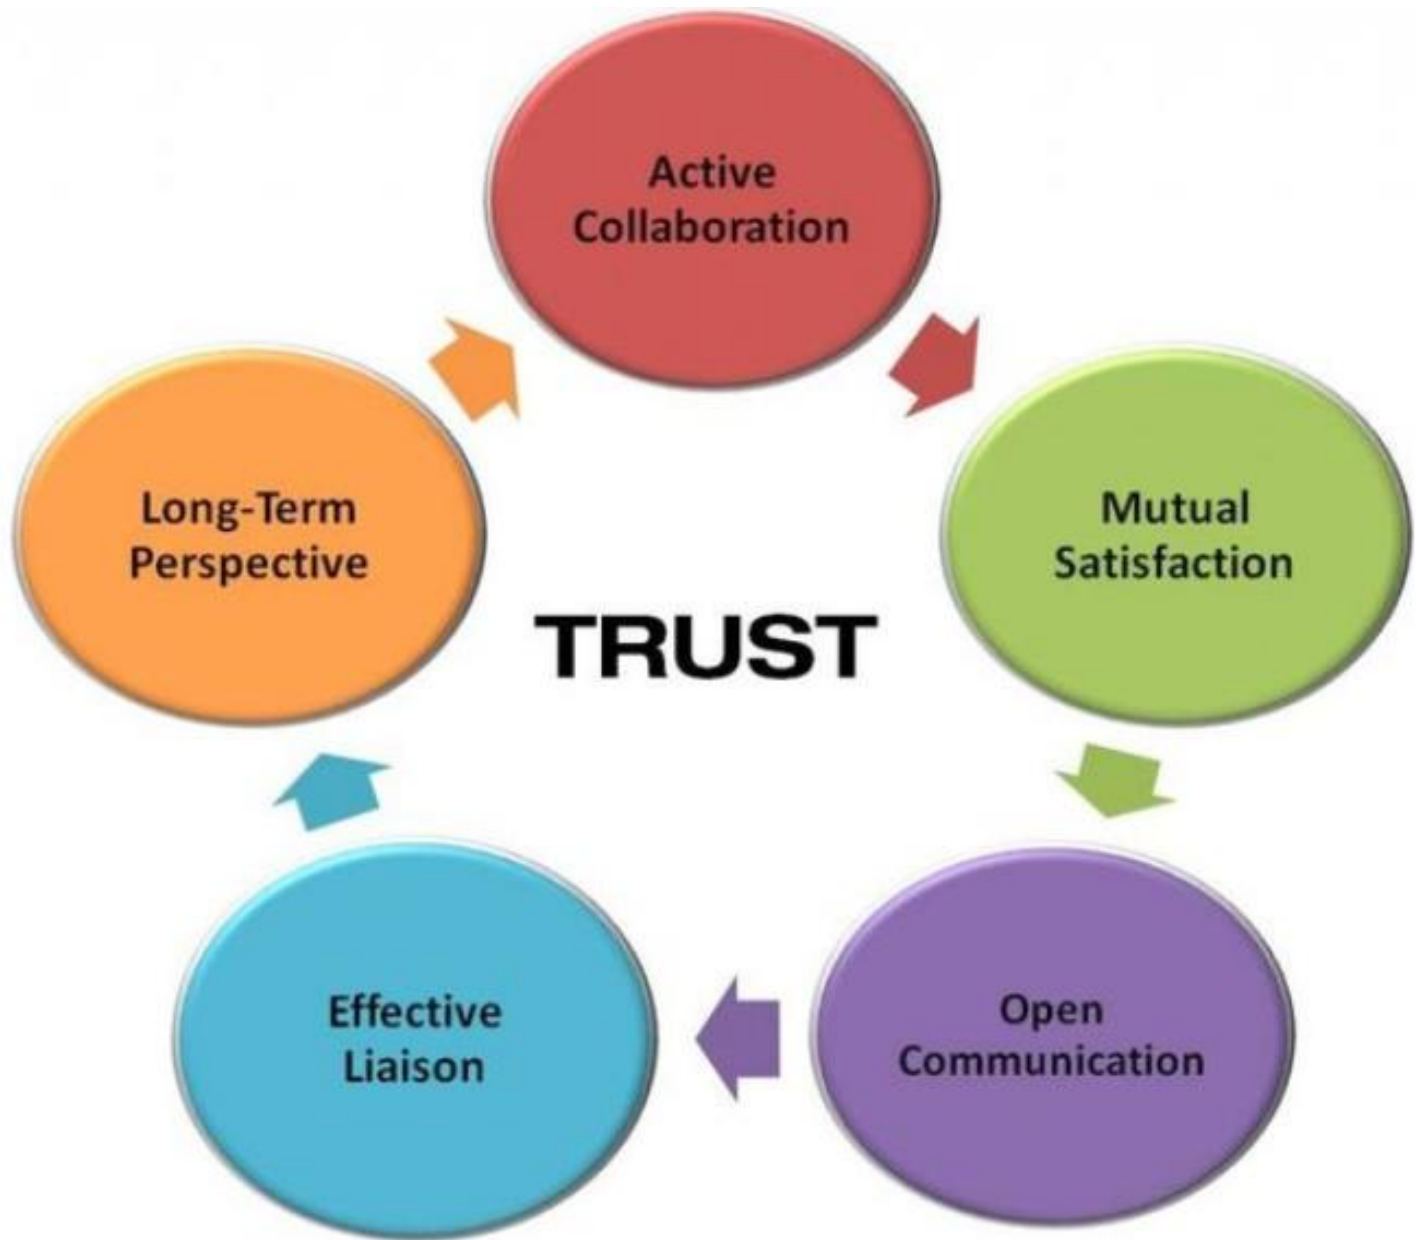 Active
Collaboration
Mutual
Satisfaction
Open
Communication
Effective
Liaison
Long-Term
Perspective
TRUST